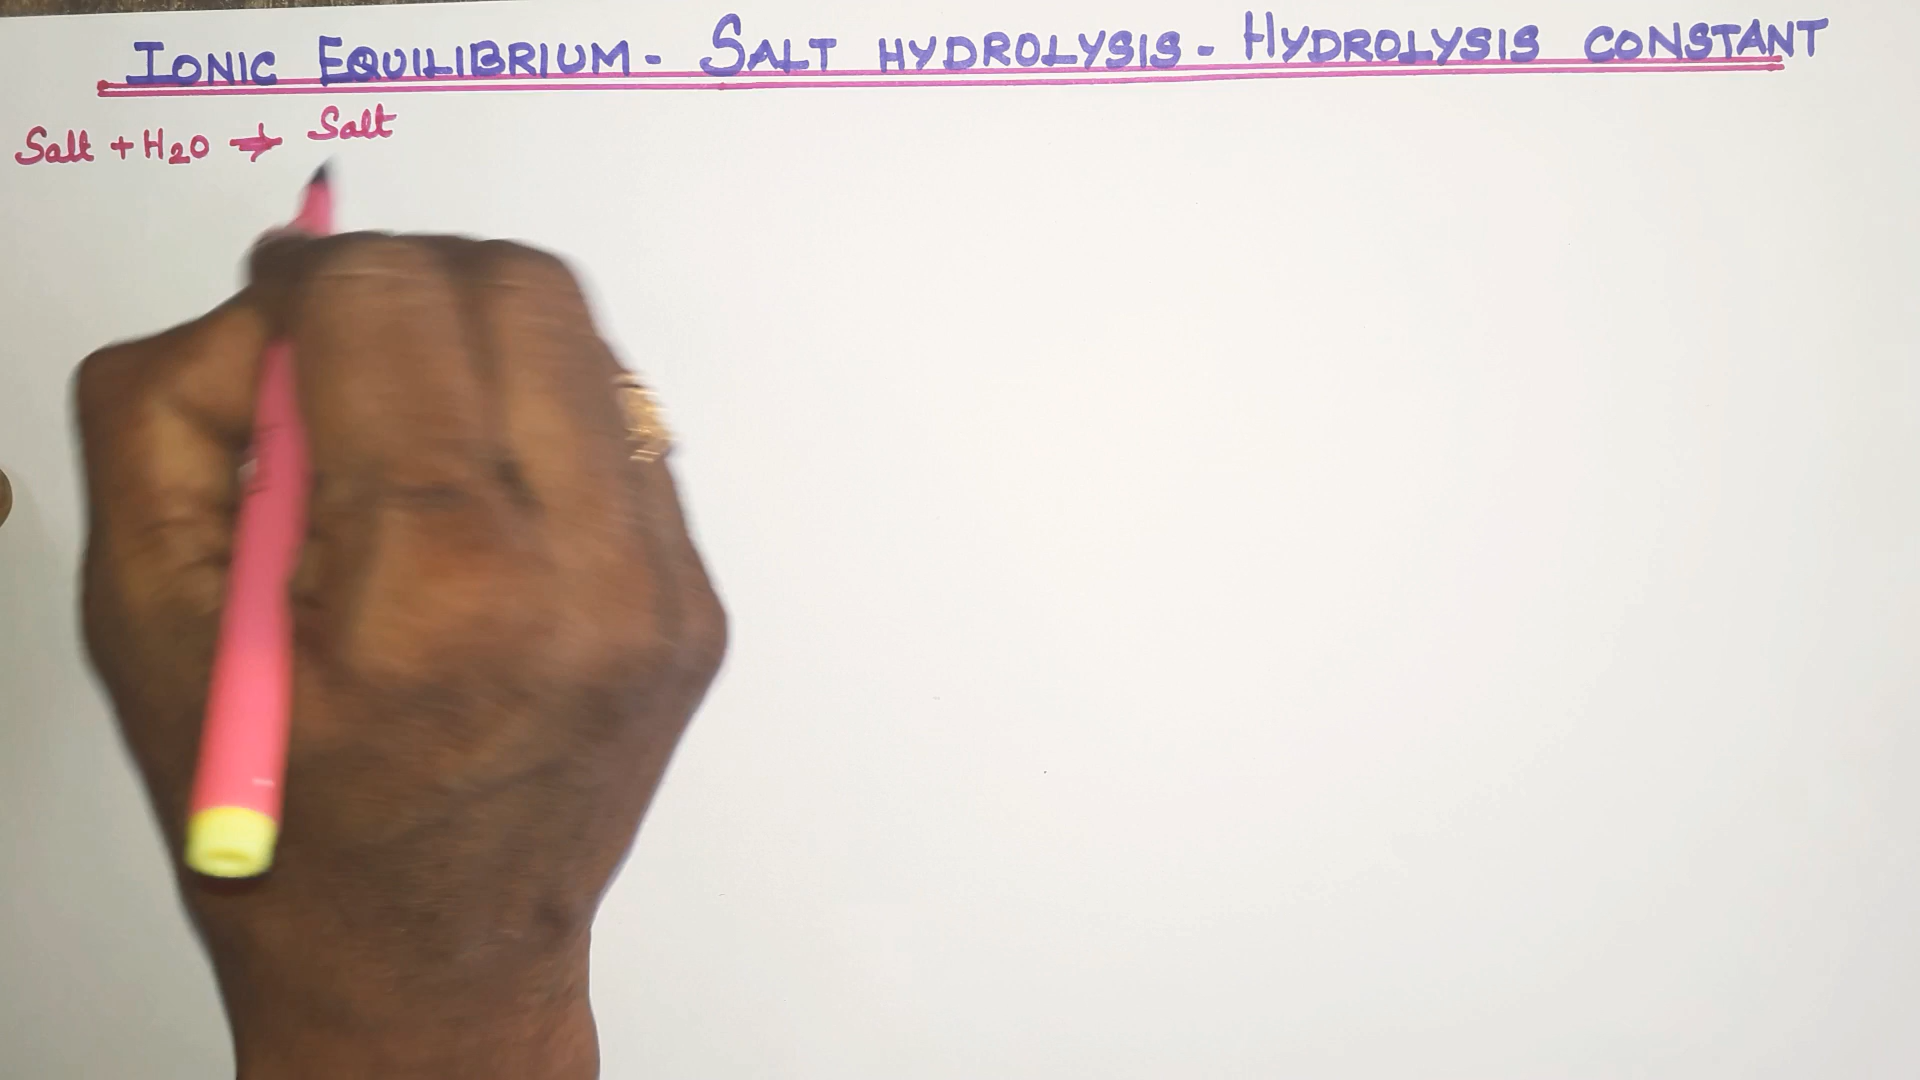 IONIC EQUILIBRIUM - SALT HYDROLYSIS - HYDROLYSIS CONSTANT
Salt + H2O → Salt